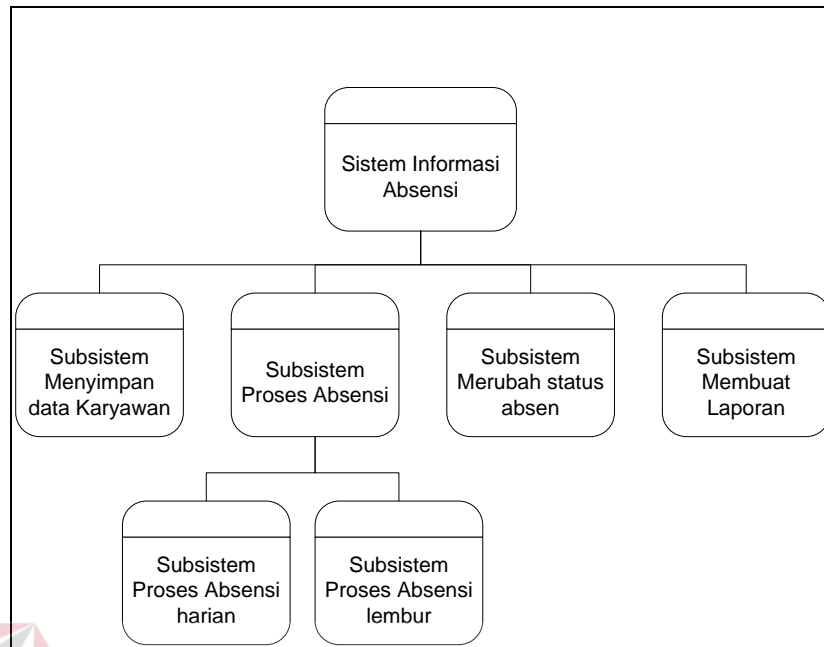 Sistem Informasi
Absensi
Subsistem
Menyimpan
data Karyawan
Subsistem
Proses Absensi
Subsistem
Merubah status
absen
Subsistem
Membuat
Laporan
Subsistem
Proses Absensi
harian
Subsistem
Proses Absensi
lembur